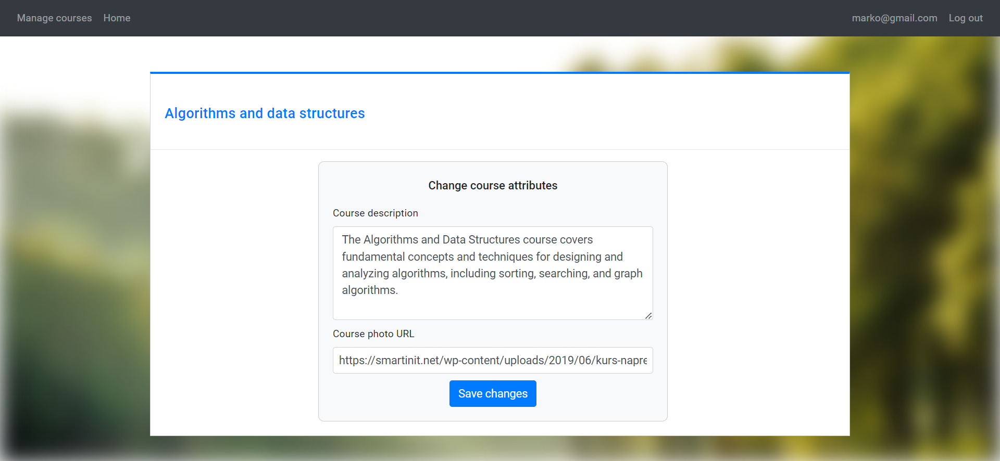 Manage courses Home marko@gmail.com Log out
Algorithms and data structures
Change course attributes
Course description
The Algorithms and Data Structures course covers
fundamental concepts and techniques for designing and
analyzing algorithms, including sorting, searching, and graph
algorithms.
Course photo URL
https://smartinit.net/wp-content/uploads/2019/06/kurs-napre
Save changes